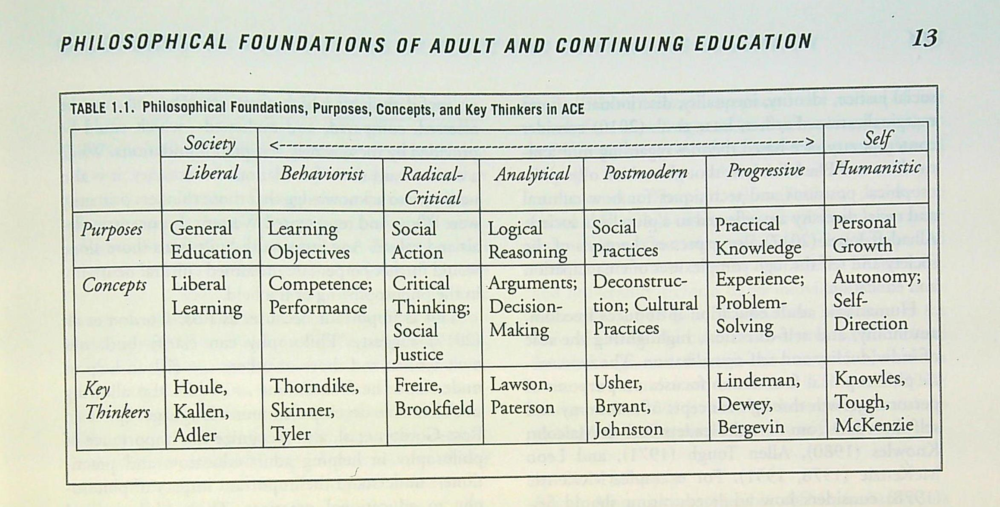 PHILOSOPHICAL FOUNDATIONS OF ADULT AND CONTINUING EDUCATION 13
TABLE 1.1. Philosophical Foundations, Purposes, Concepts, and Key Thinkers in ACE
Society <----------------------------------------------------------------> Self
Liberal Behaviorist Radical- Analytical Postmodern Progressive Humanistic
Critical
Purposes General Learning Social Logical Social Practical Personal
Education Objectives Action Reasoning Practices Knowledge Growth
Concepts Liberal Competence; Critical Arguments; Deconstruc- Experience; Autonomy;
Learning Performance Thinking; Decision- tion; Cultural Problem- Self-
Social Making Practices Solving Direction
Justice
Key Houle, Thorndike, Freire, Lawson, Usher, Lindeman, Knowles,
Thinkers Kallen, Skinner, Brookfield Paterson Bryant, Dewey, Tough,
Adler Tyler Johnston Bergevin McKenzie